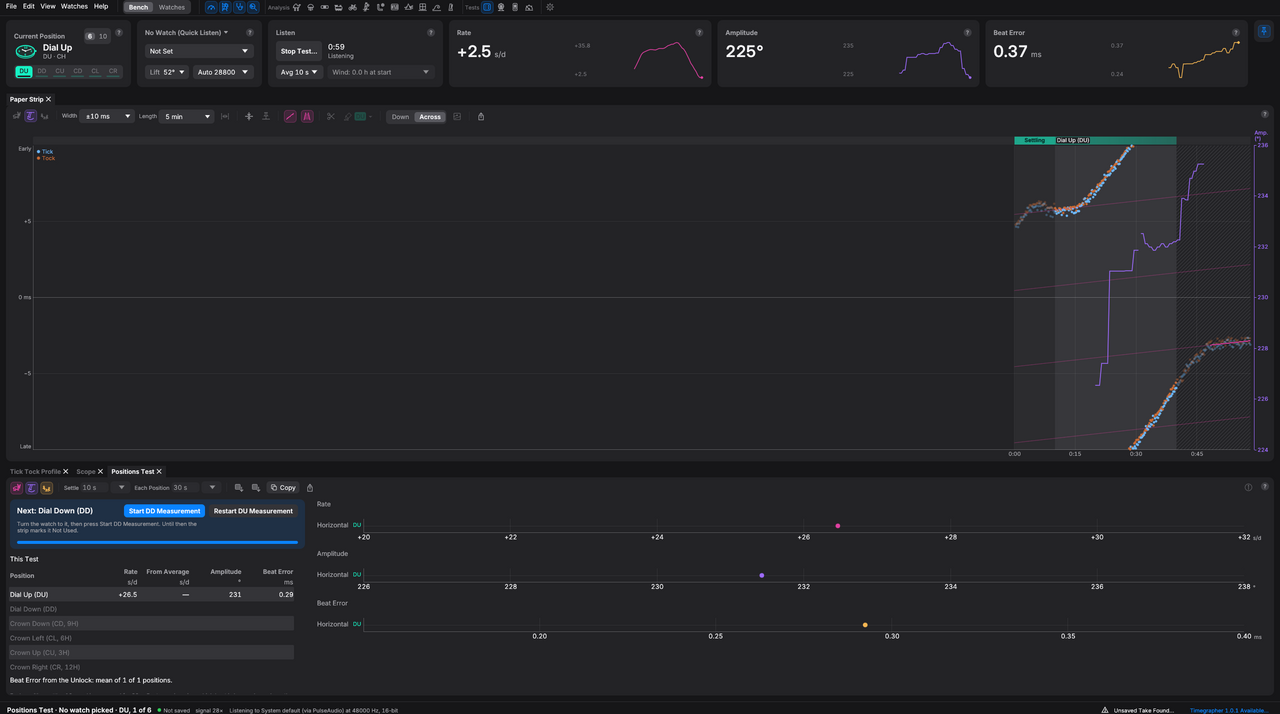 File Edit View Watches Help Bench Watches Analysis Tests
Current Position 6 10 ?
Dial Up
DU · CH
DU DD CU CD CL CR
No Watch (Quick Listen) ?
Not Set
Lift 52° Auto 28800
Listen ?
Stop Test... 0:59
Listening
Avg 10 s Wind: 0.0 h at start
Rate ?
+2.5 s/d
+35.8
+2.5
Amplitude ?
225°
235
225
Beat Error ?
0.37 ms
0.37
0.24
Paper Strip
Width ±10 ms Length 5 min Down Across ?
Settling Dial Up (DU)
Amp.
(°)
Early
Tick
Tock
+5
0 ms
−5
Late
236
234
232
230
228
226
224
0:00 0:15 0:30 0:45
Tick Tock Profile Scope Positions Test
Settle 10 s Each Position 30 s Copy ?
Next: Dial Down (DD) Start DD Measurement Restart DU Measurement
Turn the watch to it, then press Start DD Measurement. Until then the
strip marks it Not Used.
This Test
Position Rate From Average Amplitude Beat Error
s/d s/d ° ms
Dial Up (DU) +26.5 — 231 0.29
Dial Down (DD)
Crown Down (CD, 9H)
Crown Left (CL, 6H)
Crown Up (CU, 3H)
Crown Right (CR, 12H)
Beat Error from the Unlock: mean of 1 of 1 positions.
Rate
Horizontal DU
+20 +22 +24 +26 +28 +30 +32 s/d
Amplitude
Horizontal DU
226 228 230 232 234 236 238 °
Beat Error
Horizontal DU
0.20 0.25 0.30 0.35 0.40 ms
Positions Test · No watch picked · DU, 1 of 6 Not saved signal 28× Listening to System default (via PulseAudio) at 48000 Hz, 16-bit Unsaved Take Found... Timegrapher 1.0.1 Available...